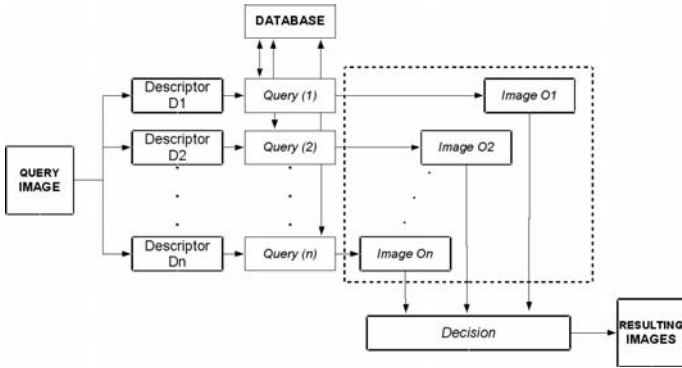 DATABASE
Descriptor
D1
Query (1)
Image O1
Descriptor
D2
Query (2)
Image O2
QUERY
IMAGE
Descriptor
Dn
Query (n)
Image On
Decision
RESULTING
IMAGES